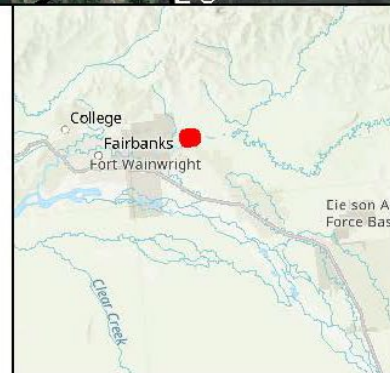 College
Fairbanks
Fort Wainwright
Eie son A
Force Bas
Clear Creek